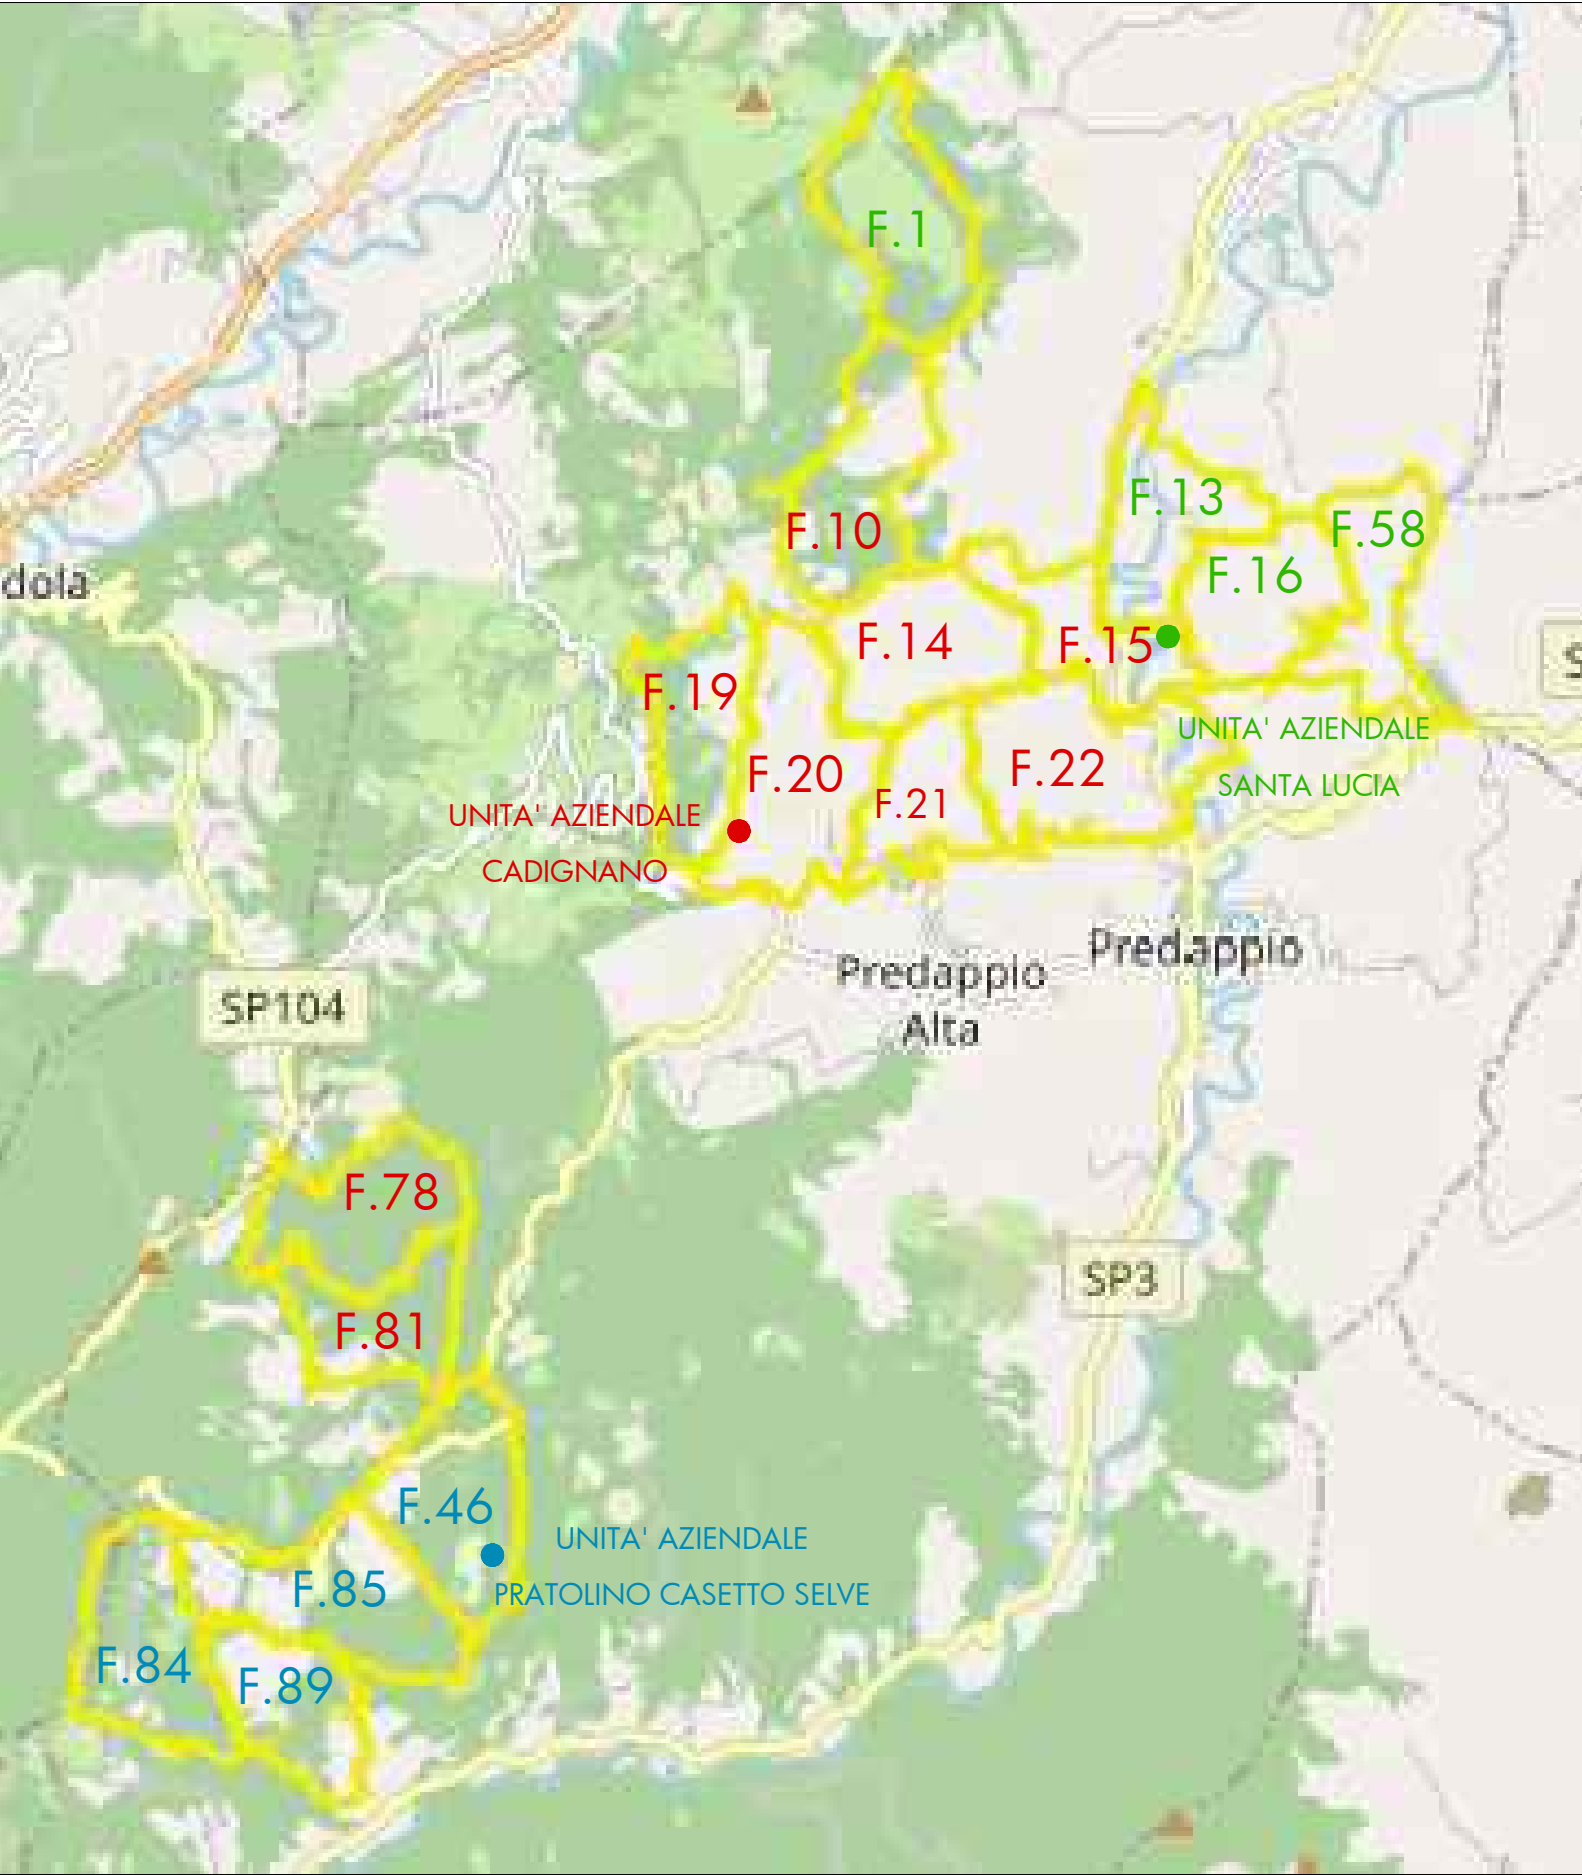 F.1
F.13
F.58
F.10
F.16
dola
F.14
F.15
F.19
UNITA' AZIENDALE
SANTA LUCIA
F.20
F.22
F.21
UNITA' AZIENDALE
CADIGNANO
Predappio
Predappio
Alta
SP104
F.78
SP3
F.81
F.46
UNITA' AZIENDALE
PRATOLINO CASETTO SELVE
F.85
F.84
F.89